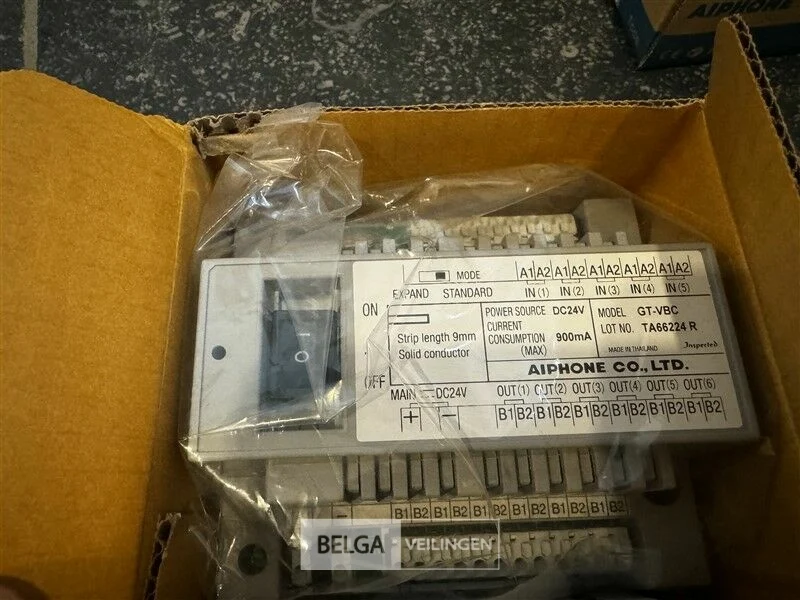 AIPHONE
MODE
EXPAND STANDARD
A1 A2 A1 A2 A1 A2 A1 A2 A1 A2
IN (1) IN (2) IN (3) IN (4) IN (5)
ON
OFF
Strip length 9mm
Solid conductor
POWER SOURCE DC24V
CURRENT
CONSUMPTION 900mA
(MAX)
MODEL GT-VBC
LOT NO. TA66224 R
MADE IN THAILAND Inspected
AIPHONE CO., LTD.
MAIN DC24V
+ −
OUT(1) OUT(2) OUT(3) OUT(4) OUT(5) OUT(6)
B1 B2 B1 B2 B1 B2 B1 B2 B1 B2 B1 B2
− B1 B2 B1 B2 B1 B2 B1 B2 B1 B2 B1 B2
BELGA VEILINGEN